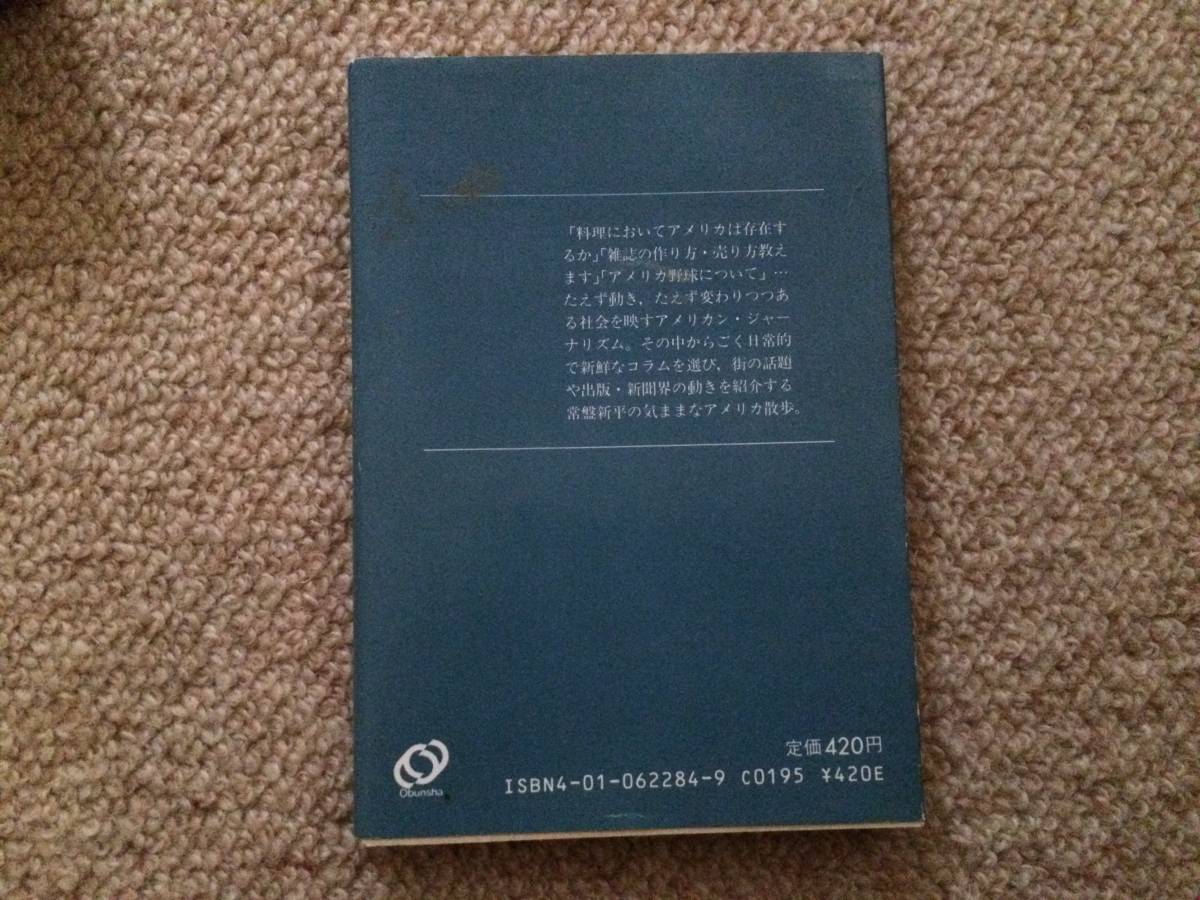 「料理においてアメリカは存在す
るか」「雑誌の作り方・売り方教え
ます」「アメリカ野球について」…
たえず動き，たえず変わりつつあ
る社会を映すアメリカン・ジャー
ナリズム。その中からごく日常的
で新鮮なコラムを選び，街の話題
や出版・新聞界の動きを紹介する
常盤新平の気ままなアメリカ散歩。
定価420円
Obunsha
ISBN4-01-062284-9 C0195 ¥420E